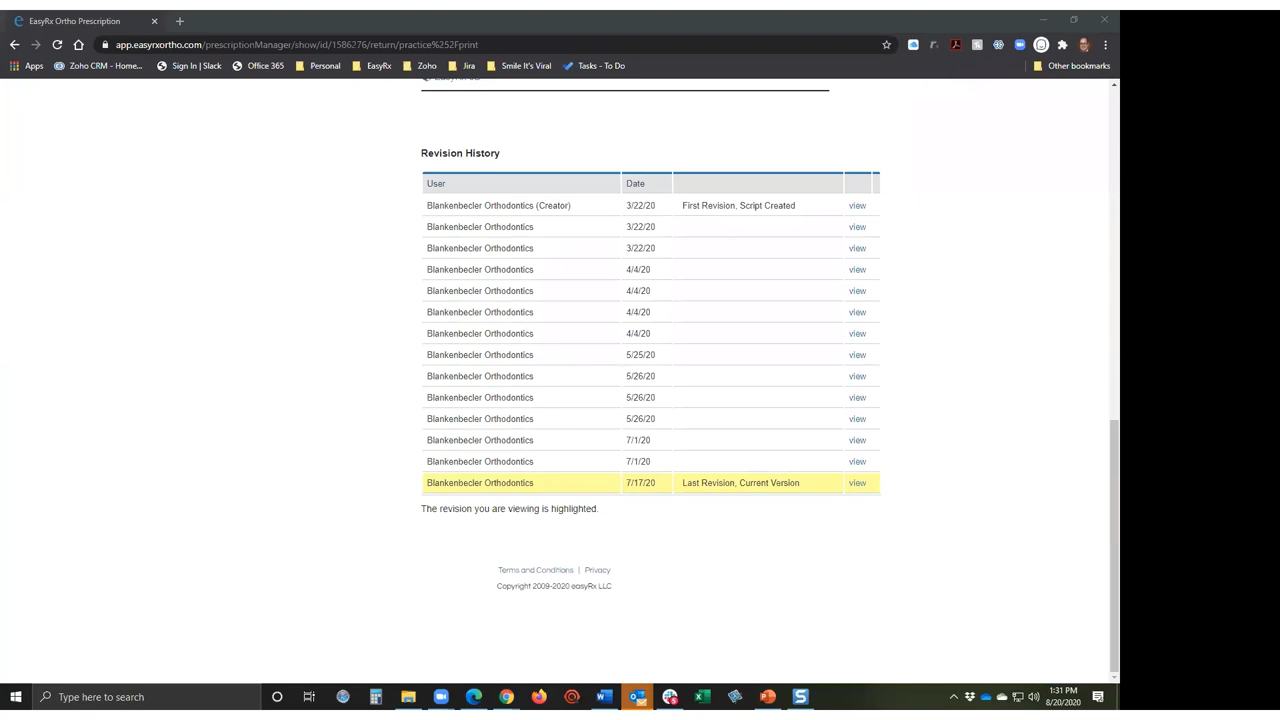 EasyRx Ortho Prescription
app.easyrxortho.com/prescriptionManager/show/id/1586276/return/practice%252Fprint
Apps Zoho CRM - Home... Sign In | Slack Office 365 Personal EasyRx Zoho Jira Smile It's Viral Tasks - To Do Other bookmarks
Revision History
User Date
Blankenbecler Orthodontics (Creator) 3/22/20 First Revision, Script Created view
Blankenbecler Orthodontics 3/22/20 view
Blankenbecler Orthodontics 3/22/20 view
Blankenbecler Orthodontics 4/4/20 view
Blankenbecler Orthodontics 4/4/20 view
Blankenbecler Orthodontics 4/4/20 view
Blankenbecler Orthodontics 4/4/20 view
Blankenbecler Orthodontics 5/25/20 view
Blankenbecler Orthodontics 5/26/20 view
Blankenbecler Orthodontics 5/26/20 view
Blankenbecler Orthodontics 5/26/20 view
Blankenbecler Orthodontics 7/1/20 view
Blankenbecler Orthodontics 7/1/20 view
Blankenbecler Orthodontics 7/17/20 Last Revision, Current Version view
The revision you are viewing is highlighted.
Terms and Conditions | Privacy
Copyright 2009-2020 easyRx LLC
Type here to search
1:31 PM
8/20/2020